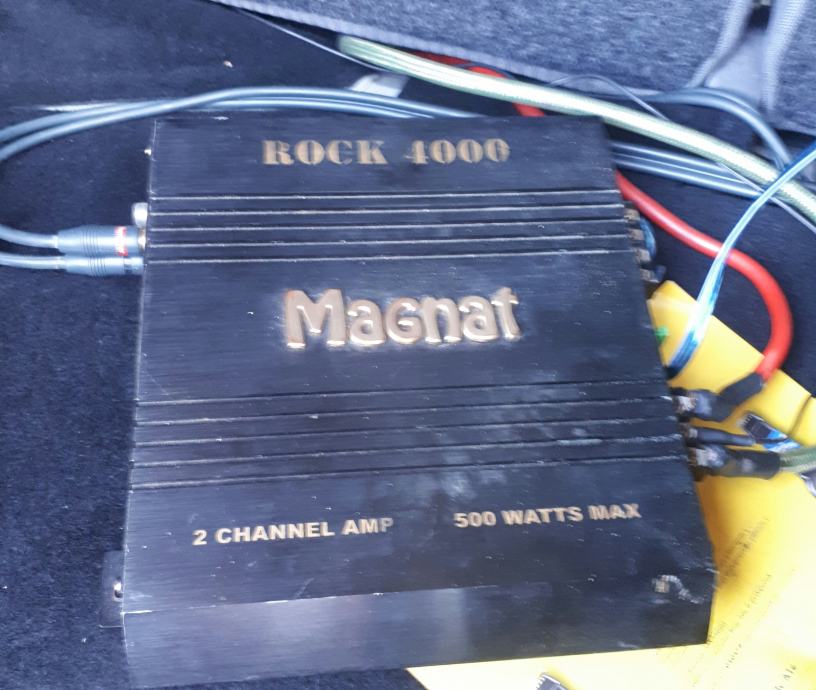 ROCK 4000
Magnat
2 CHANNEL AMP
500 WATTS MAX